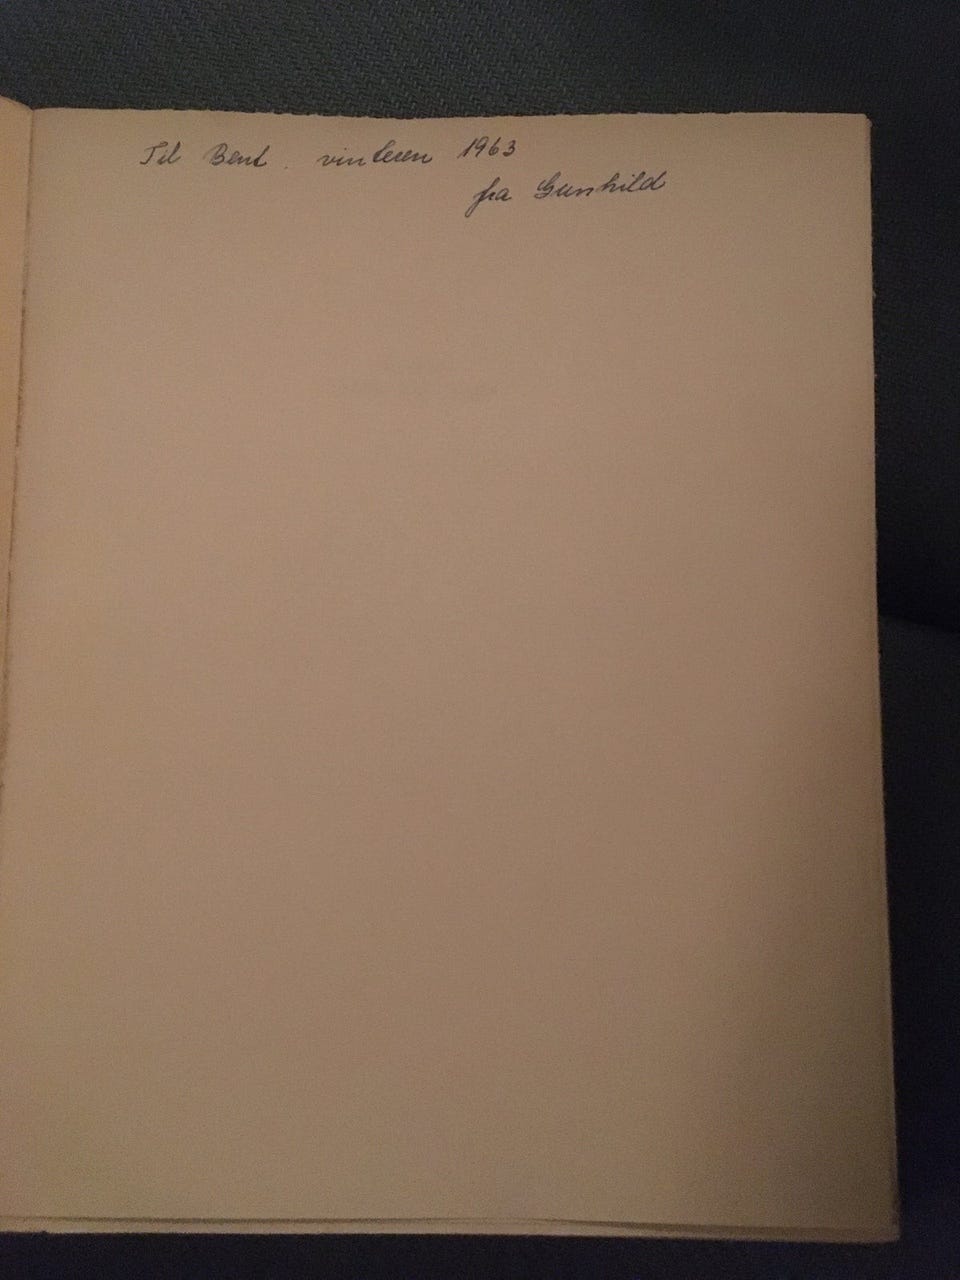 Til Bent. vinteren 1963
fra Gunhild